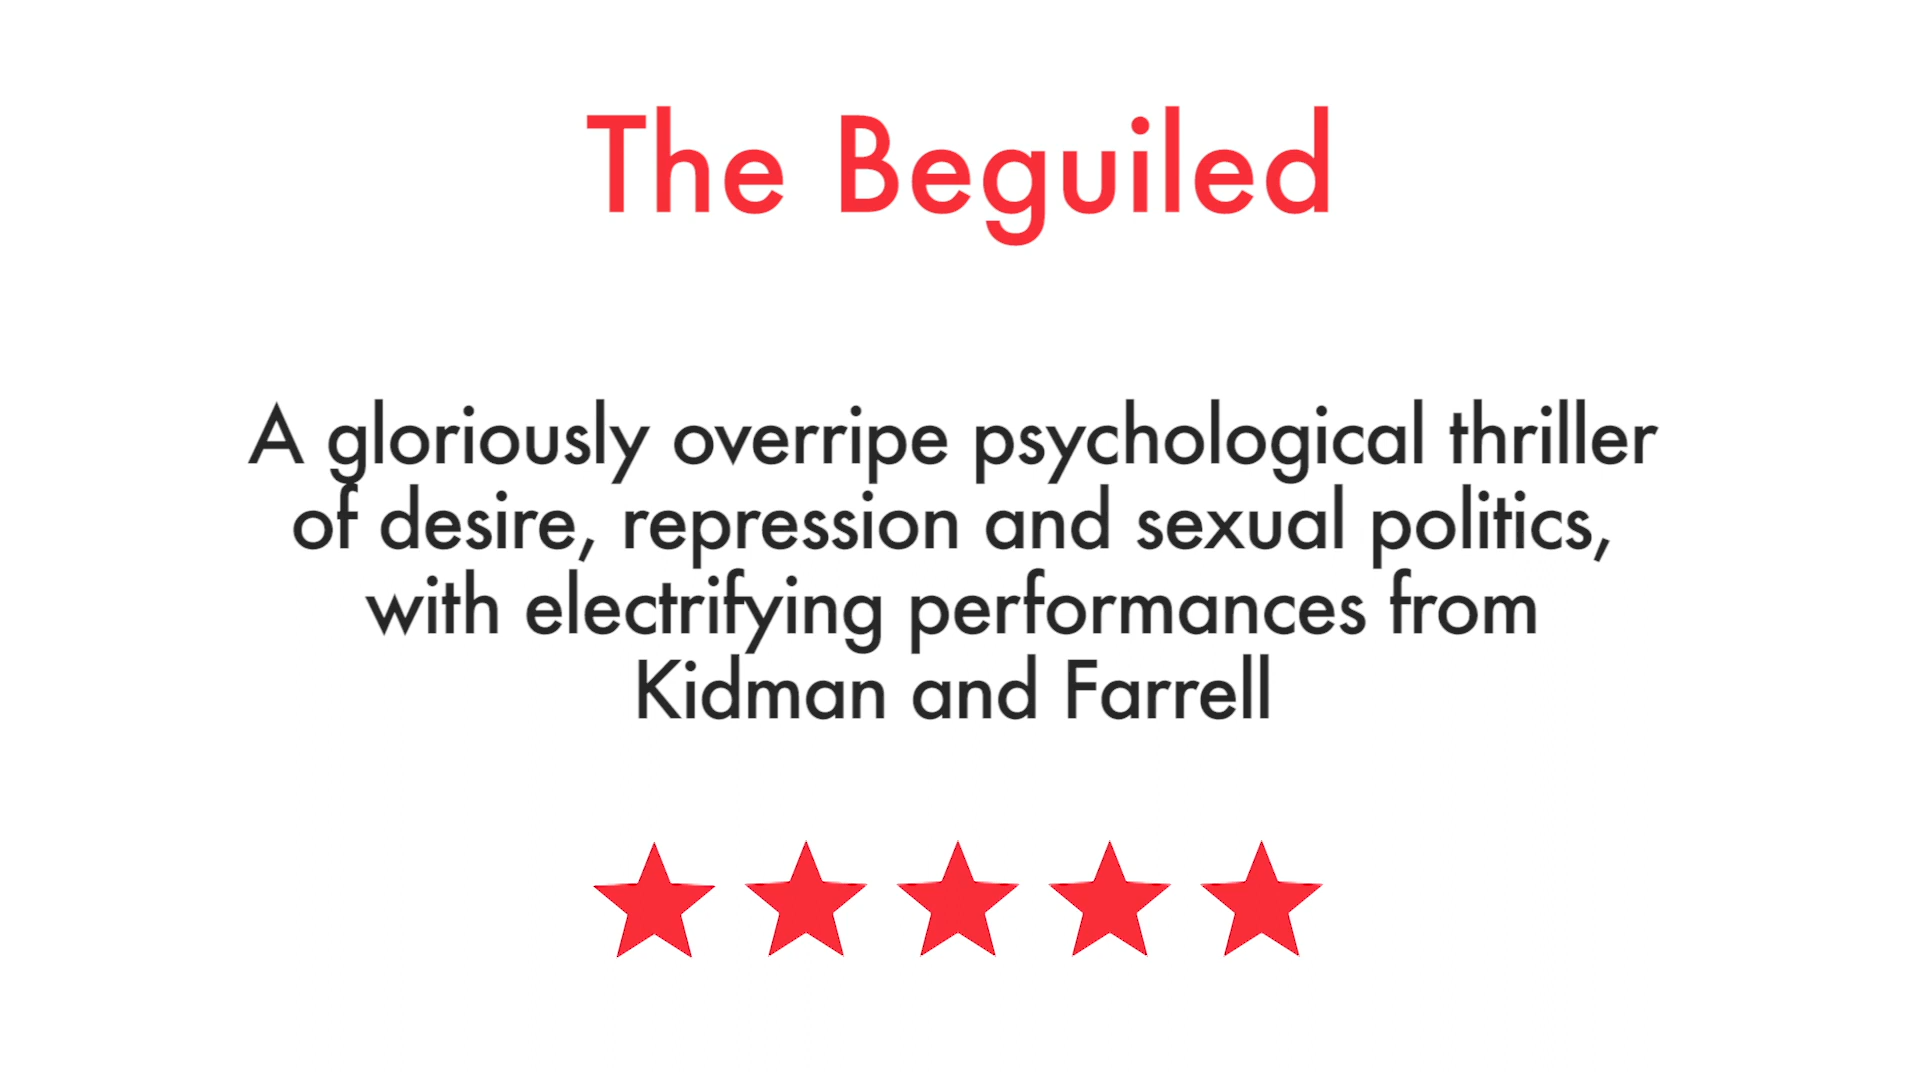 The Beguiled
A gloriously overripe psychological thriller
of desire, repression and sexual politics,
with electrifying performances from
Kidman and Farrell